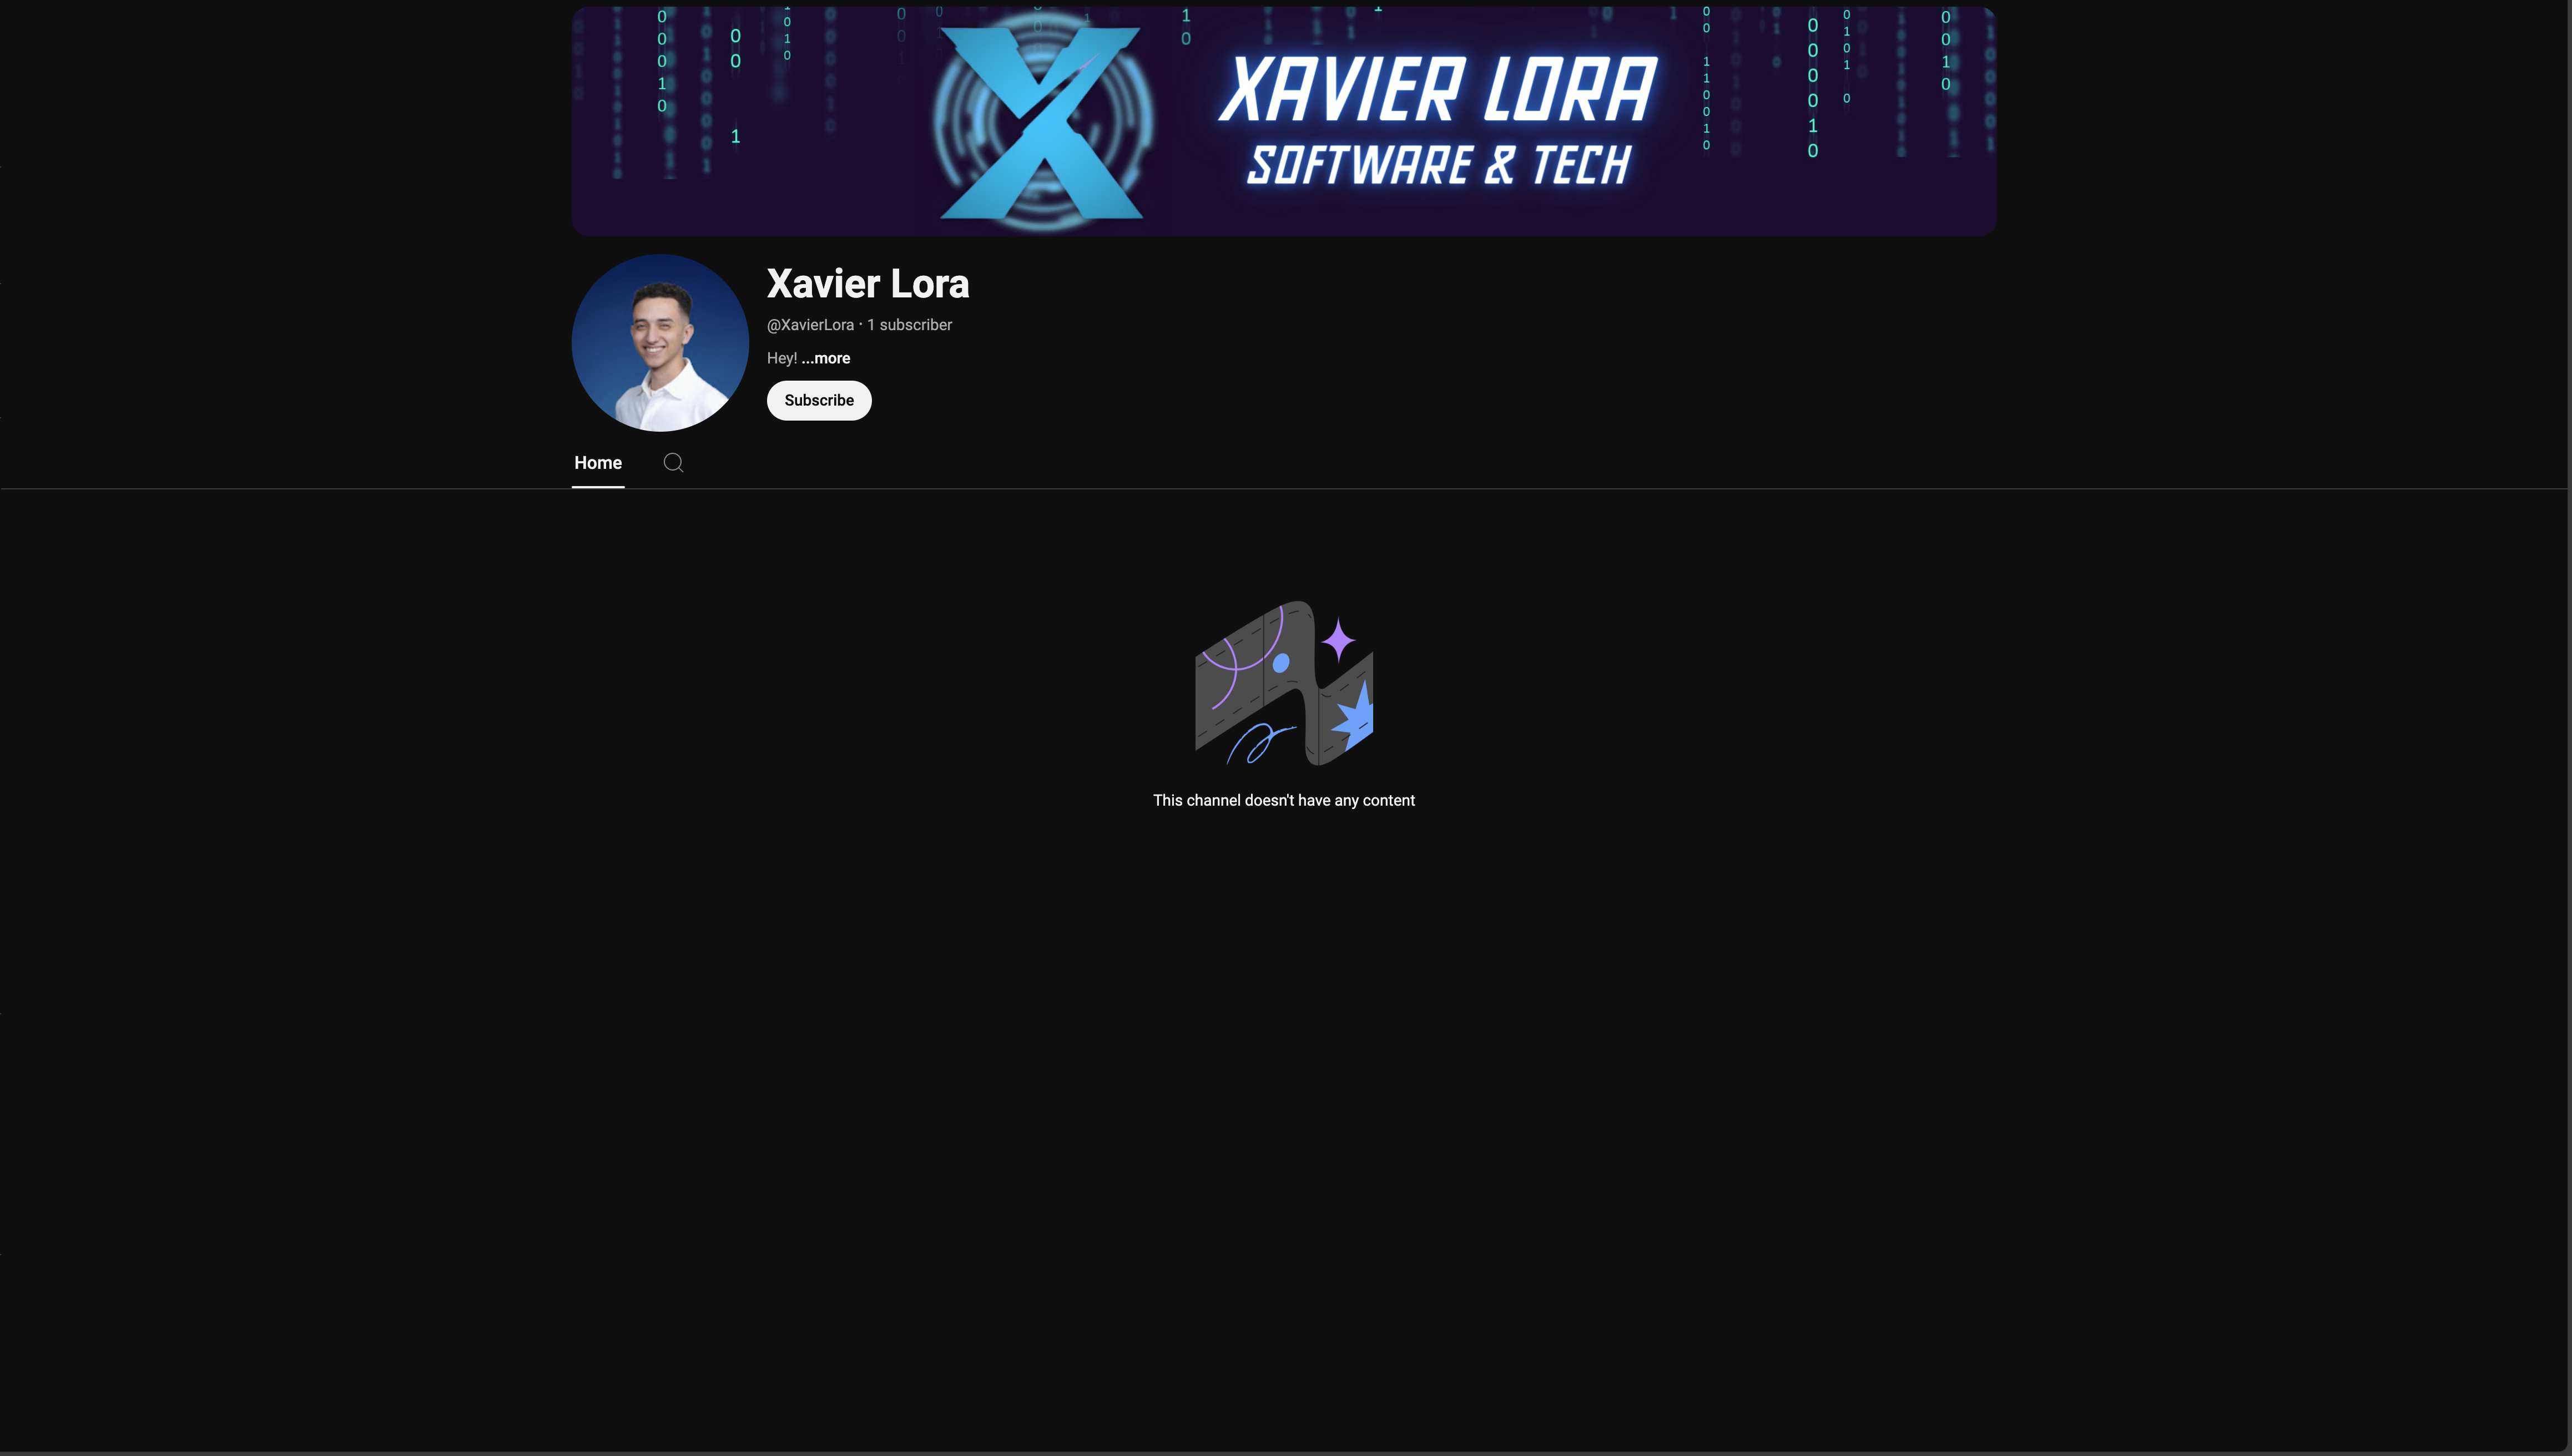 X
XAVIER LORA
SOFTWARE & TECH
Xavier Lora
@XavierLora · 1 subscriber
Hey! ...more
Subscribe
Home
This channel doesn't have any content